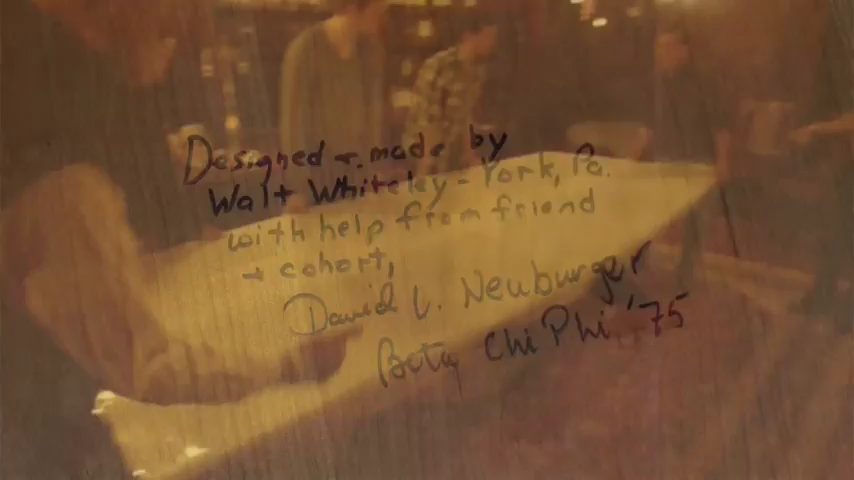 Designed + made by
Walt Whiteley - York, Pa.
with help from friend
+ cohort,
David L. Neuburger
Beta Chi Phi '75